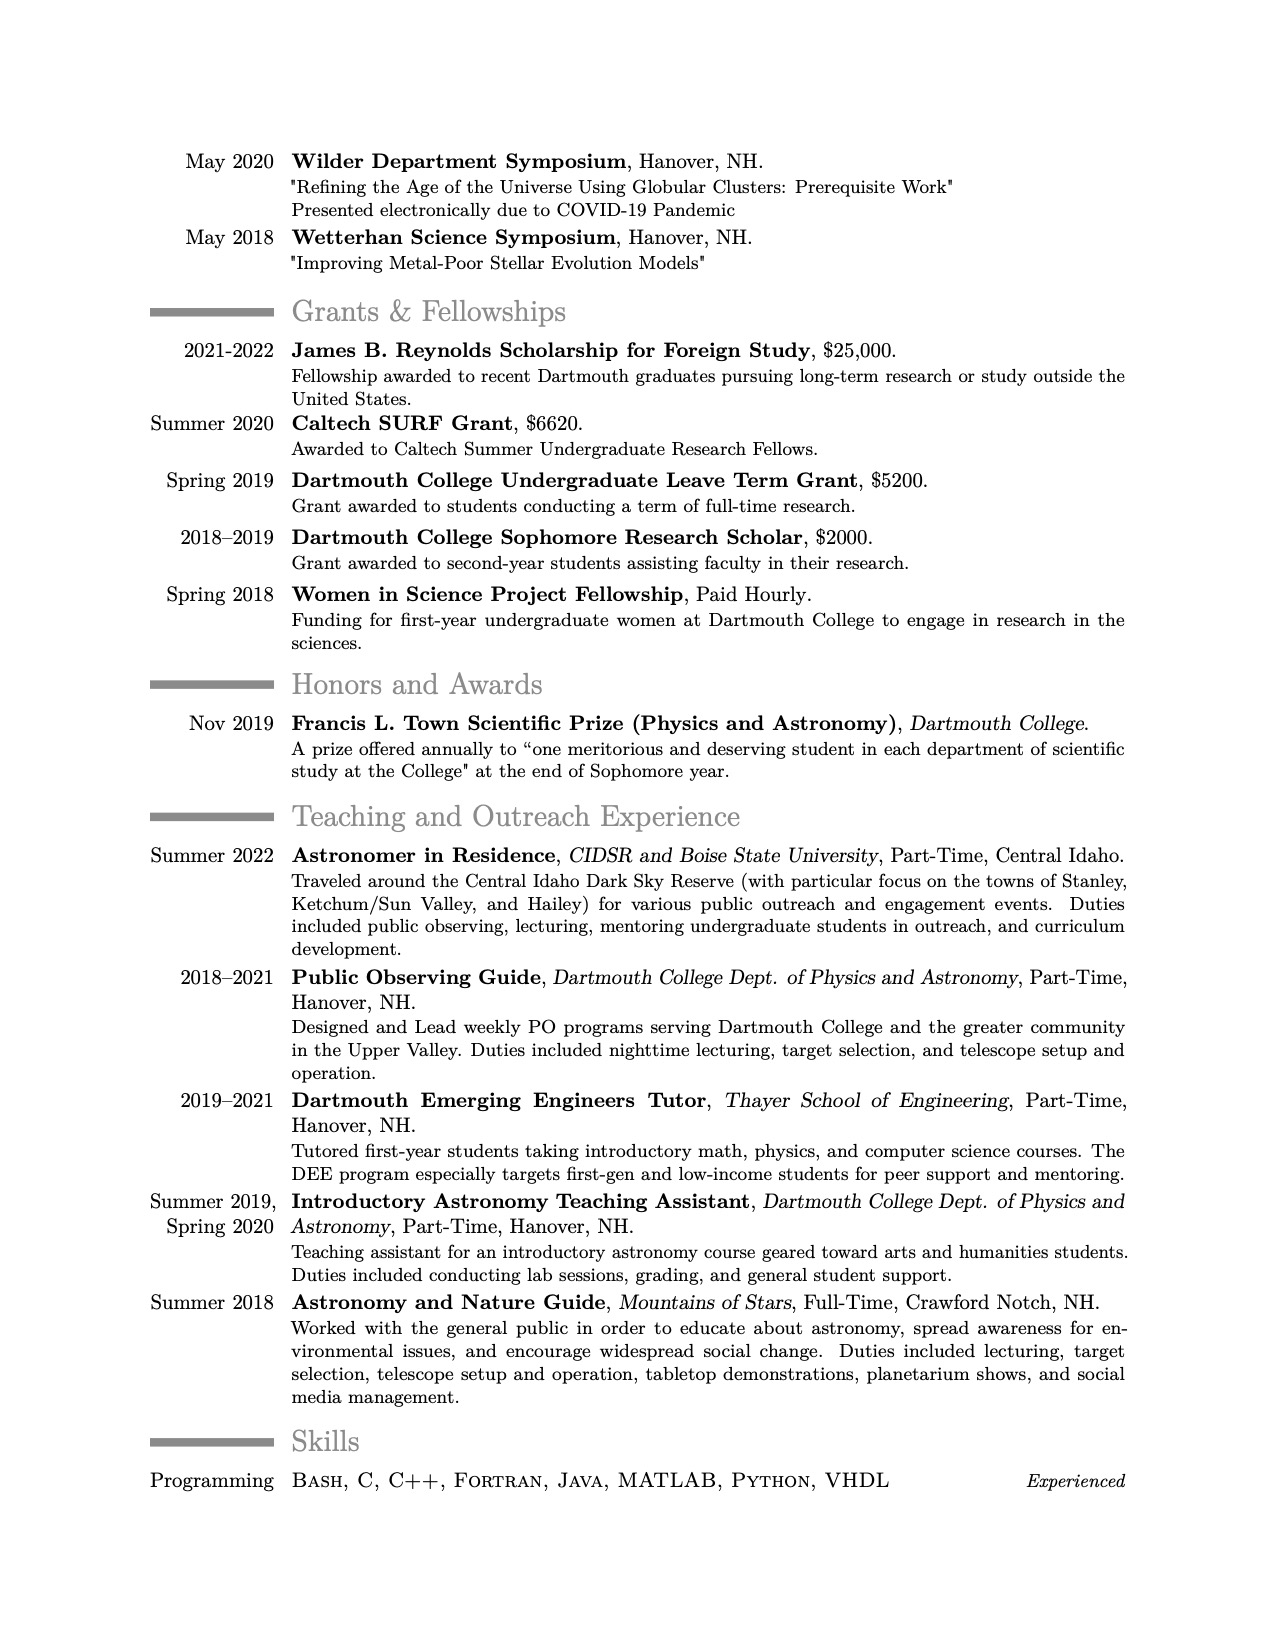 May 2020 Wilder Department Symposium, Hanover, NH.
"Refining the Age of the Universe Using Globular Clusters: Prerequisite Work"
Presented electronically due to COVID-19 Pandemic
May 2018 Wetterhan Science Symposium, Hanover, NH.
"Improving Metal-Poor Stellar Evolution Models"
Grants & Fellowships
2021-2022 James B. Reynolds Scholarship for Foreign Study, $25,000.
Fellowship awarded to recent Dartmouth graduates pursuing long-term research or study outside the
United States.
Summer 2020 Caltech SURF Grant, $6620.
Awarded to Caltech Summer Undergraduate Research Fellows.
Spring 2019 Dartmouth College Undergraduate Leave Term Grant, $5200.
Grant awarded to students conducting a term of full-time research.
2018–2019 Dartmouth College Sophomore Research Scholar, $2000.
Grant awarded to second-year students assisting faculty in their research.
Spring 2018 Women in Science Project Fellowship, Paid Hourly.
Funding for first-year undergraduate women at Dartmouth College to engage in research in the
sciences.
Honors and Awards
Nov 2019 Francis L. Town Scientific Prize (Physics and Astronomy), Dartmouth College.
A prize offered annually to “one meritorious and deserving student in each department of scientific
study at the College" at the end of Sophomore year.
Teaching and Outreach Experience
Summer 2022 Astronomer in Residence, CIDSR and Boise State University, Part-Time, Central Idaho.
Traveled around the Central Idaho Dark Sky Reserve (with particular focus on the towns of Stanley,
Ketchum/Sun Valley, and Hailey) for various public outreach and engagement events. Duties
included public observing, lecturing, mentoring undergraduate students in outreach, and curriculum
development.
2018–2021 Public Observing Guide, Dartmouth College Dept. of Physics and Astronomy, Part-Time,
Hanover, NH.
Designed and Lead weekly PO programs serving Dartmouth College and the greater community
in the Upper Valley. Duties included nighttime lecturing, target selection, and telescope setup and
operation.
2019–2021 Dartmouth Emerging Engineers Tutor, Thayer School of Engineering, Part-Time,
Hanover, NH.
Tutored first-year students taking introductory math, physics, and computer science courses. The
DEE program especially targets first-gen and low-income students for peer support and mentoring.
Summer 2019, Introductory Astronomy Teaching Assistant, Dartmouth College Dept. of Physics and
Spring 2020 Astronomy, Part-Time, Hanover, NH.
Teaching assistant for an introductory astronomy course geared toward arts and humanities students.
Duties included conducting lab sessions, grading, and general student support.
Summer 2018 Astronomy and Nature Guide, Mountains of Stars, Full-Time, Crawford Notch, NH.
Worked with the general public in order to educate about astronomy, spread awareness for en-
vironmental issues, and encourage widespread social change. Duties included lecturing, target
selection, telescope setup and operation, tabletop demonstrations, planetarium shows, and social
media management.
Skills
Programming Bash, C, C++, Fortran, Java, MATLAB, Python, VHDL Experienced